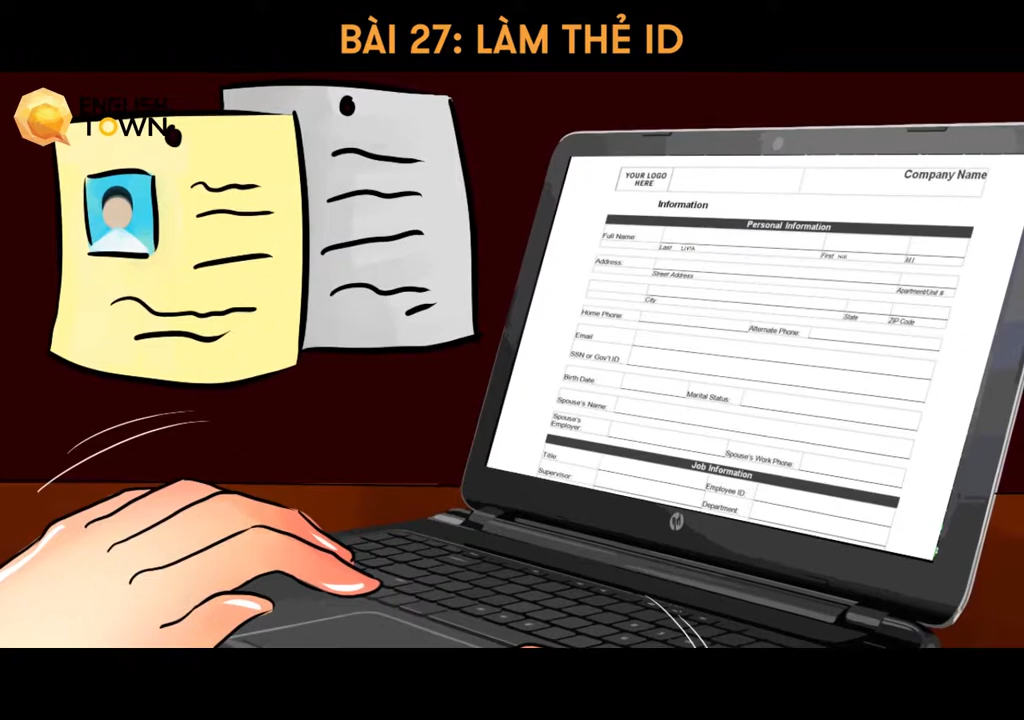 BÀI 27: LÀM THẺ ID
ENGLISH
TOWN
YOUR LOGO
HERE
Company Name
Information
Personal Information
Full Name
Last
First
M.I
Address:
Street Address
Apartment/Unit #
City
State
ZIP Code
Home Phone:
Alternate Phone:
Email
SSN or Gov't ID
Birth Date
Marital Status:
Spouse's Name:
Spouse's
Employer:
Spouse's Work Phone:
Job Information
Title
Employee ID
Supervisor
Department